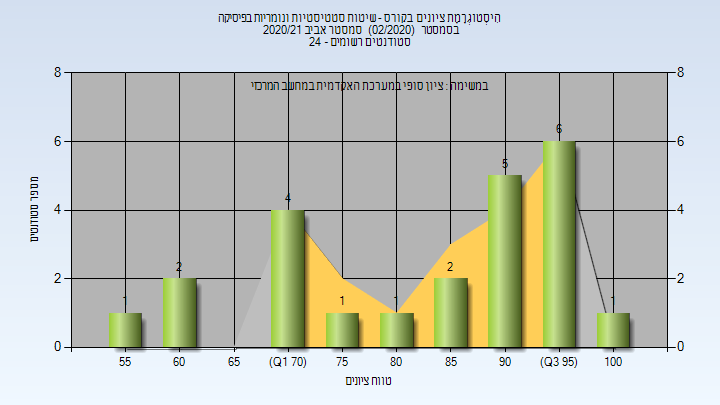 היסטוגרמת ציונים בקורס - שיטות סטטיסטיות ונומריות בפיסיקה
בסמסטר (02/2020) סמסטר אביב 2020/21
סטודנטים רשומים - 24
במשימה : ציון סופי במערכת האקדמית במחשב המרכזי
8 8
6 6
4 4
2 2
0 0
מספר סטודנטים
1 2 4 1 1 2 5 6 1
55 60 65 (Q1 70) 75 80 85 90 (Q3 95) 100
טווח ציונים